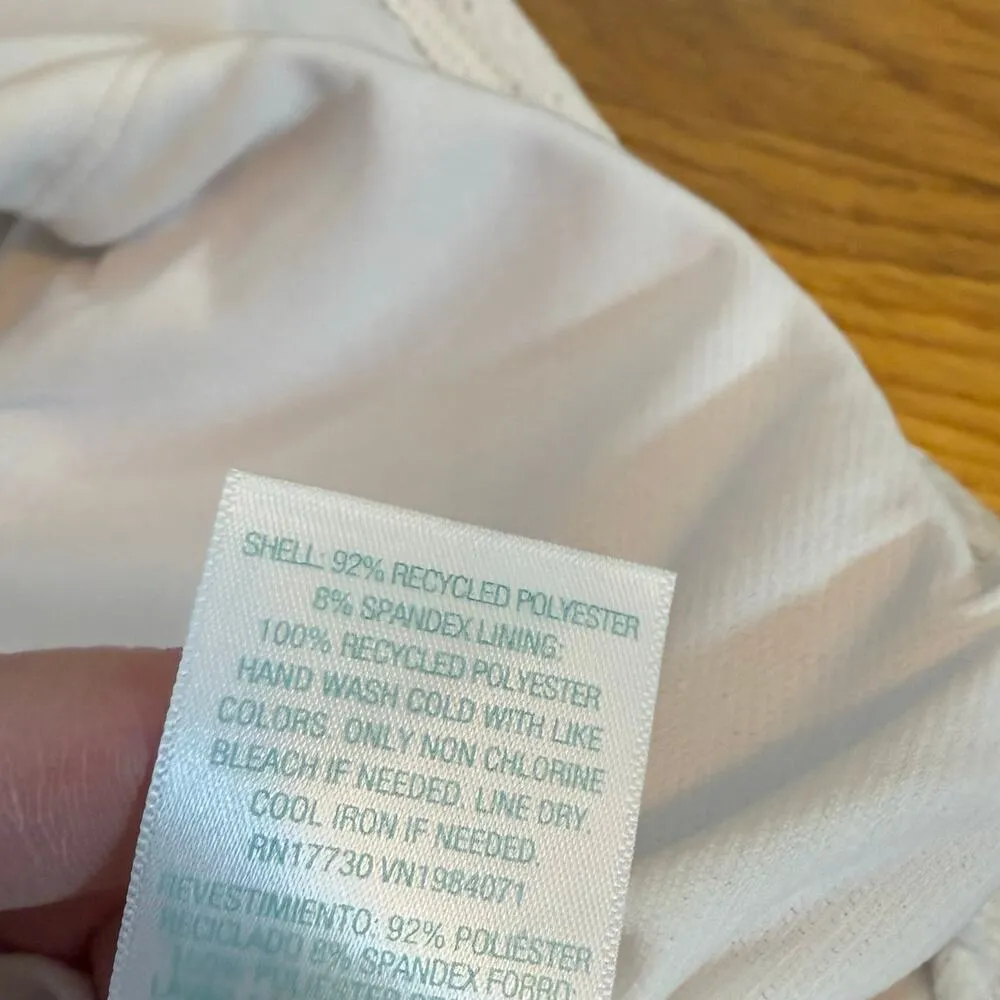 SHELL: 92% RECYCLED POLYESTER
8% SPANDEX LINING:
100% RECYCLED POLYESTER
HAND WASH COLD WITH LIKE
COLORS. ONLY NON CHLORINE
BLEACH IF NEEDED. LINE DRY.
COOL IRON IF NEEDED.
RN17730 VN1984071
REVESTIMIENTO: 92% POLIÉSTER
RECICLADO 8% SPANDEX FORRO: